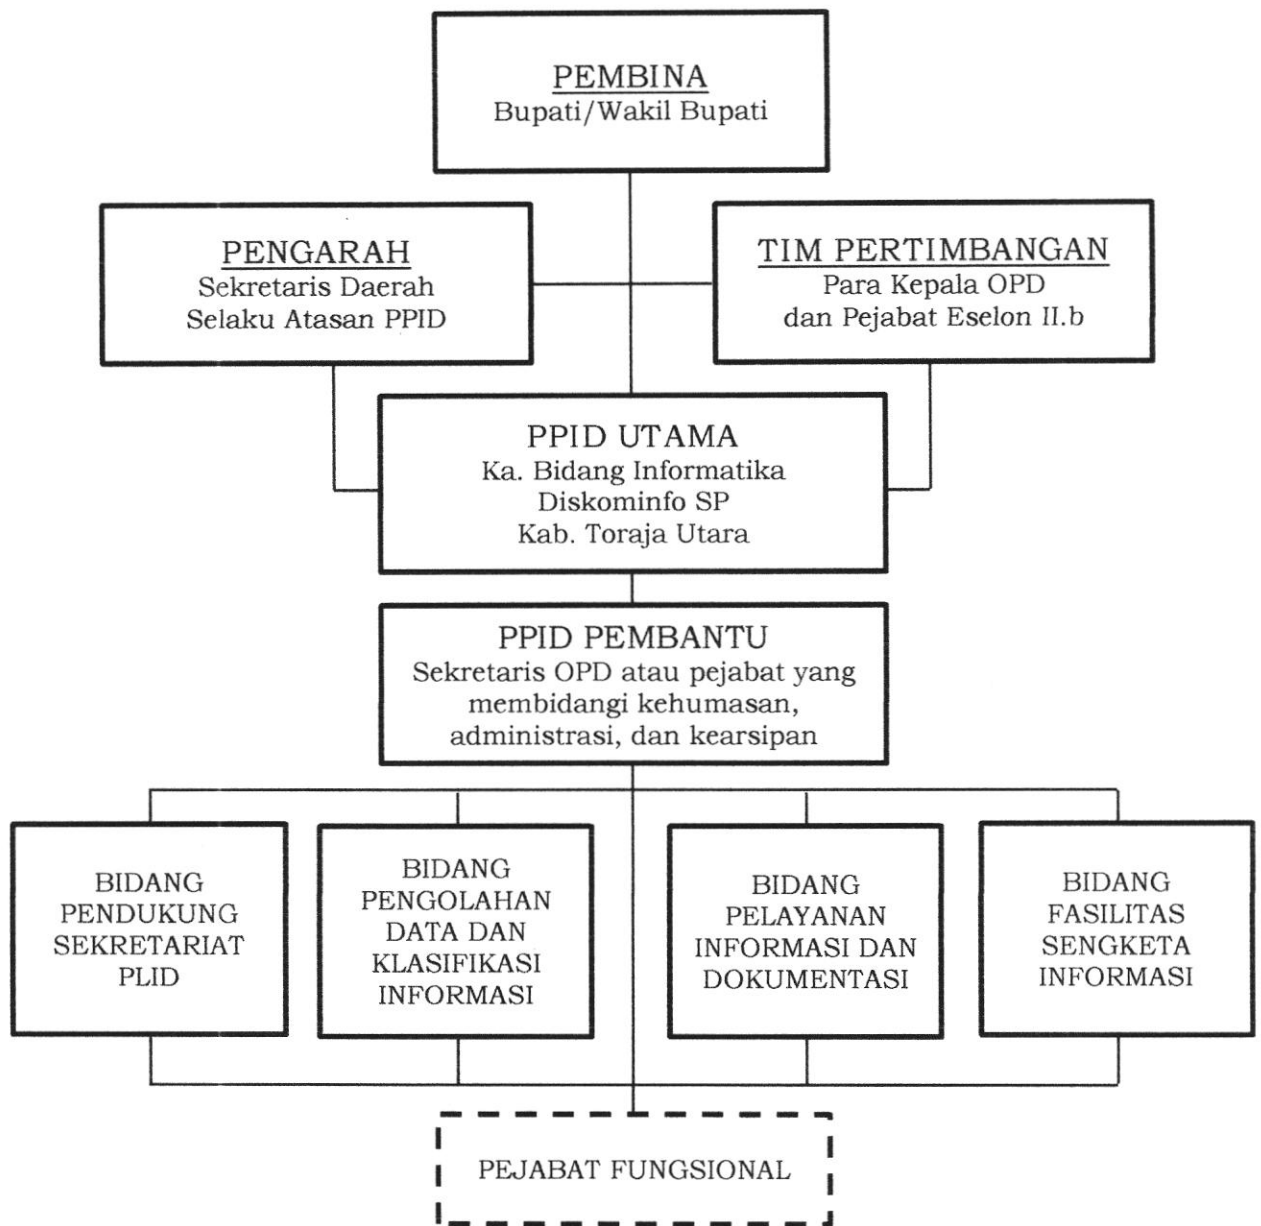 PEMBINA
Bupati/Wakil Bupati
PENGARAH
Sekretaris Daerah
Selaku Atasan PPID
TIM PERTIMBANGAN
Para Kepala OPD
dan Pejabat Eselon II.b
PPID UTAMA
Ka. Bidang Informatika
Diskominfo SP
Kab. Toraja Utara
PPID PEMBANTU
Sekretaris OPD atau pejabat yang
membidangi kehumasan,
administrasi, dan kearsipan
BIDANG
PENDUKUNG
SEKRETARIAT
PLID
BIDANG
PENGOLAHAN
DATA DAN
KLASIFIKASI
INFORMASI
BIDANG
PELAYANAN
INFORMASI DAN
DOKUMENTASI
BIDANG
FASILITAS
SENGKETA
INFORMASI
PEJABAT FUNGSIONAL